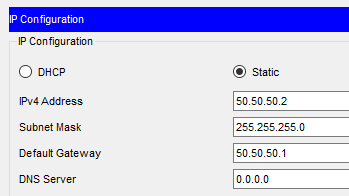 IP Configuration
IP Configuration
DHCP Static
IPv4 Address 50.50.50.2
Subnet Mask 255.255.255.0
Default Gateway 50.50.50.1
DNS Server 0.0.0.0